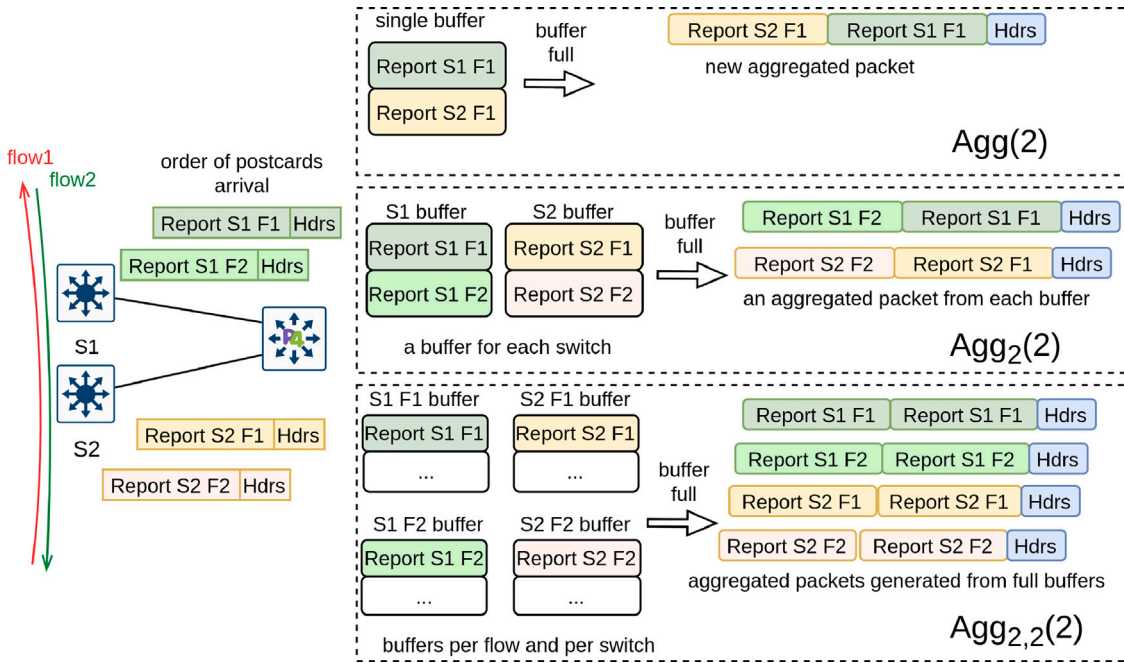 flow1
flow2
order of postcards
arrival
Report S1 F1 Hdrs
Report S1 F2 Hdrs
S1
P4
S2
Report S2 F1 Hdrs
Report S2 F2 Hdrs
single buffer
Report S1 F1
Report S2 F1
buffer
full
Report S2 F1 Report S1 F1 Hdrs
new aggregated packet
Agg(2)
S1 buffer S2 buffer
Report S1 F1 Report S2 F1
Report S1 F2 Report S2 F2
a buffer for each switch
buffer
full
Report S1 F2 Report S1 F1 Hdrs
Report S2 F2 Report S2 F1 Hdrs
an aggregated packet from each buffer
Agg2(2)
S1 F1 buffer S2 F1 buffer
Report S1 F1 Report S2 F1
... ...
S1 F2 buffer S2 F2 buffer
Report S1 F2 Report S2 F2
... ...
buffers per flow and per switch
buffer
full
Report S1 F1 Report S1 F1 Hdrs
Report S1 F2 Report S1 F2 Hdrs
Report S2 F1 Report S2 F1 Hdrs
Report S2 F2 Report S2 F2 Hdrs
aggregated packets generated from full buffers
Agg2,2(2)